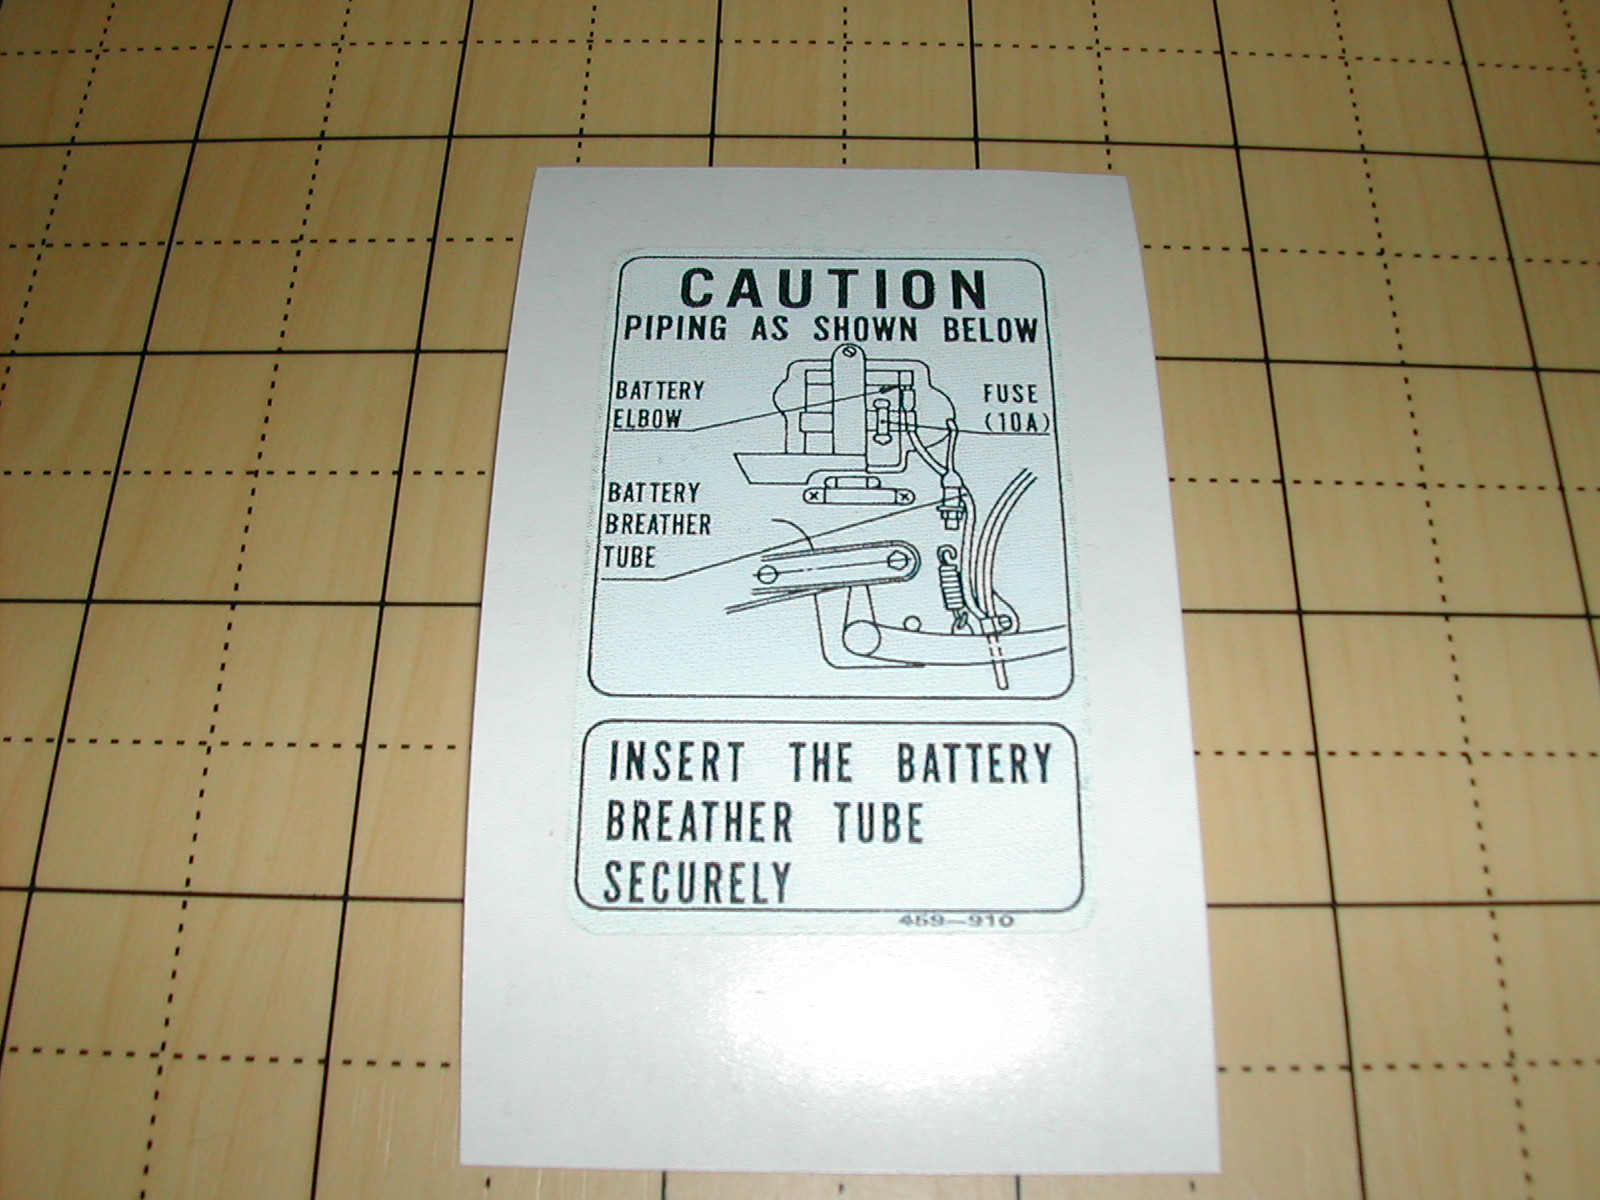 CAUTION
PIPING AS SHOWN BELOW
BATTERY
ELBOW
FUSE
(10A)
BATTERY
BREATHER
TUBE
INSERT THE BATTERY
BREATHER TUBE
SECURELY
459-910